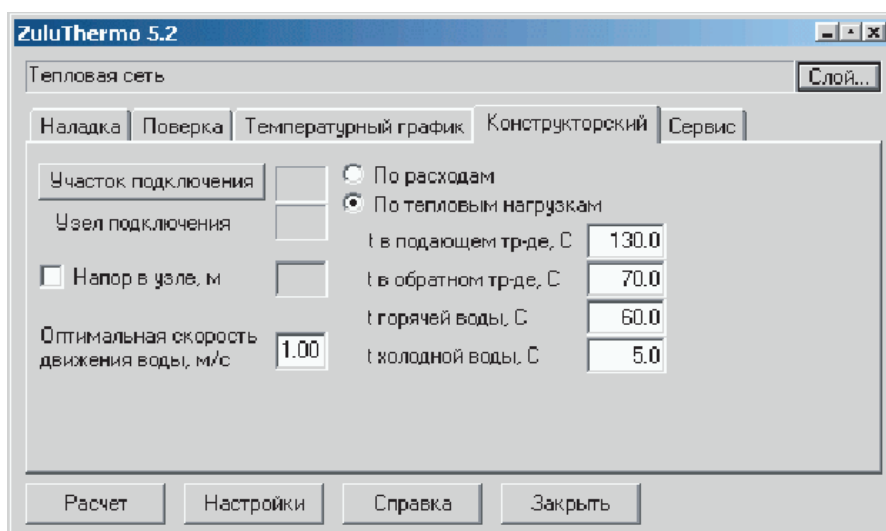 ZuluThermo 5.2
Тепловая сеть
Слой...
Наладка Поверка Температурный график Конструкторский Сервис
Участок подключения
По расходам
Узел подключения
По тепловым нагрузкам
t в подающем тр-де, С 130.0
Напор в узле, м
t в обратном тр-де, С 70.0
t горячей воды, С 60.0
Оптимальная скорость
движения воды, м/с 1.00
t холодной воды, С 5.0
Расчет Настройки Справка Закрыть